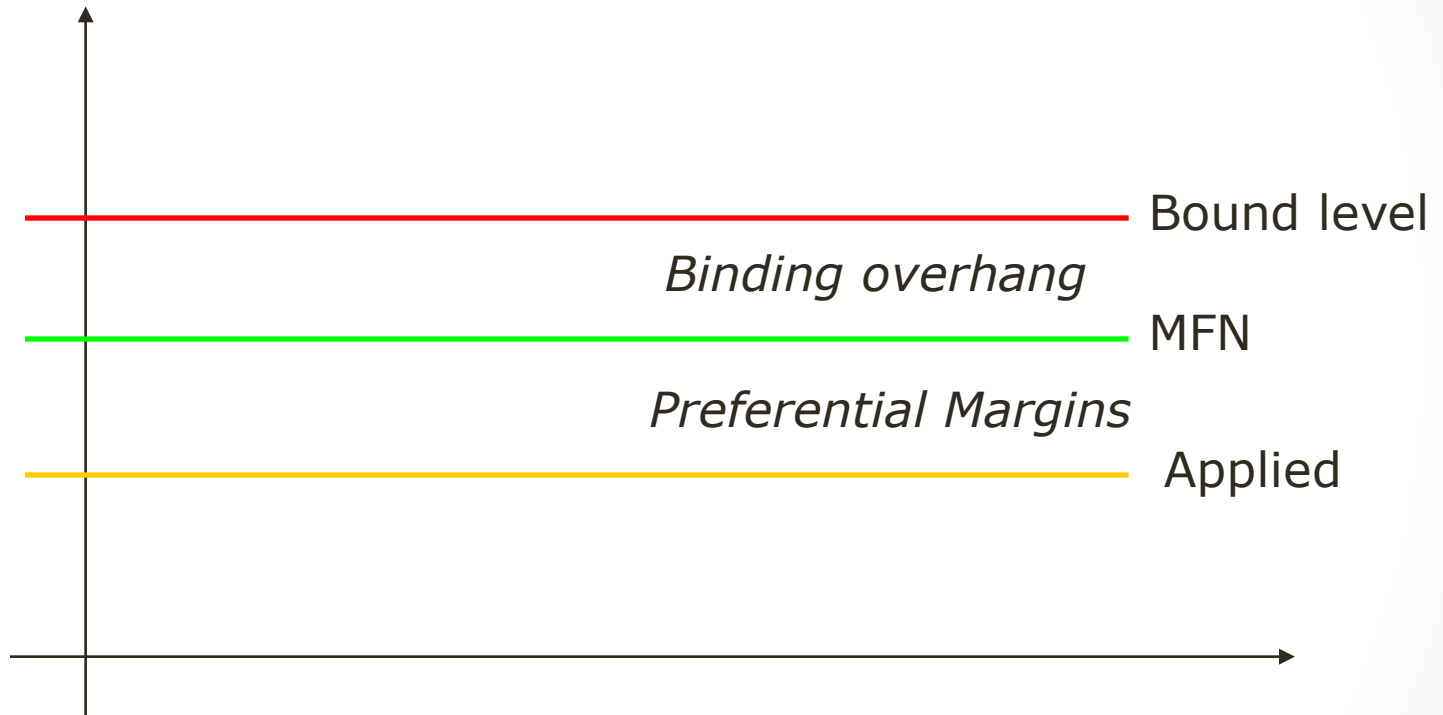 Bound level
Binding overhang
MFN
Preferential Margins
Applied